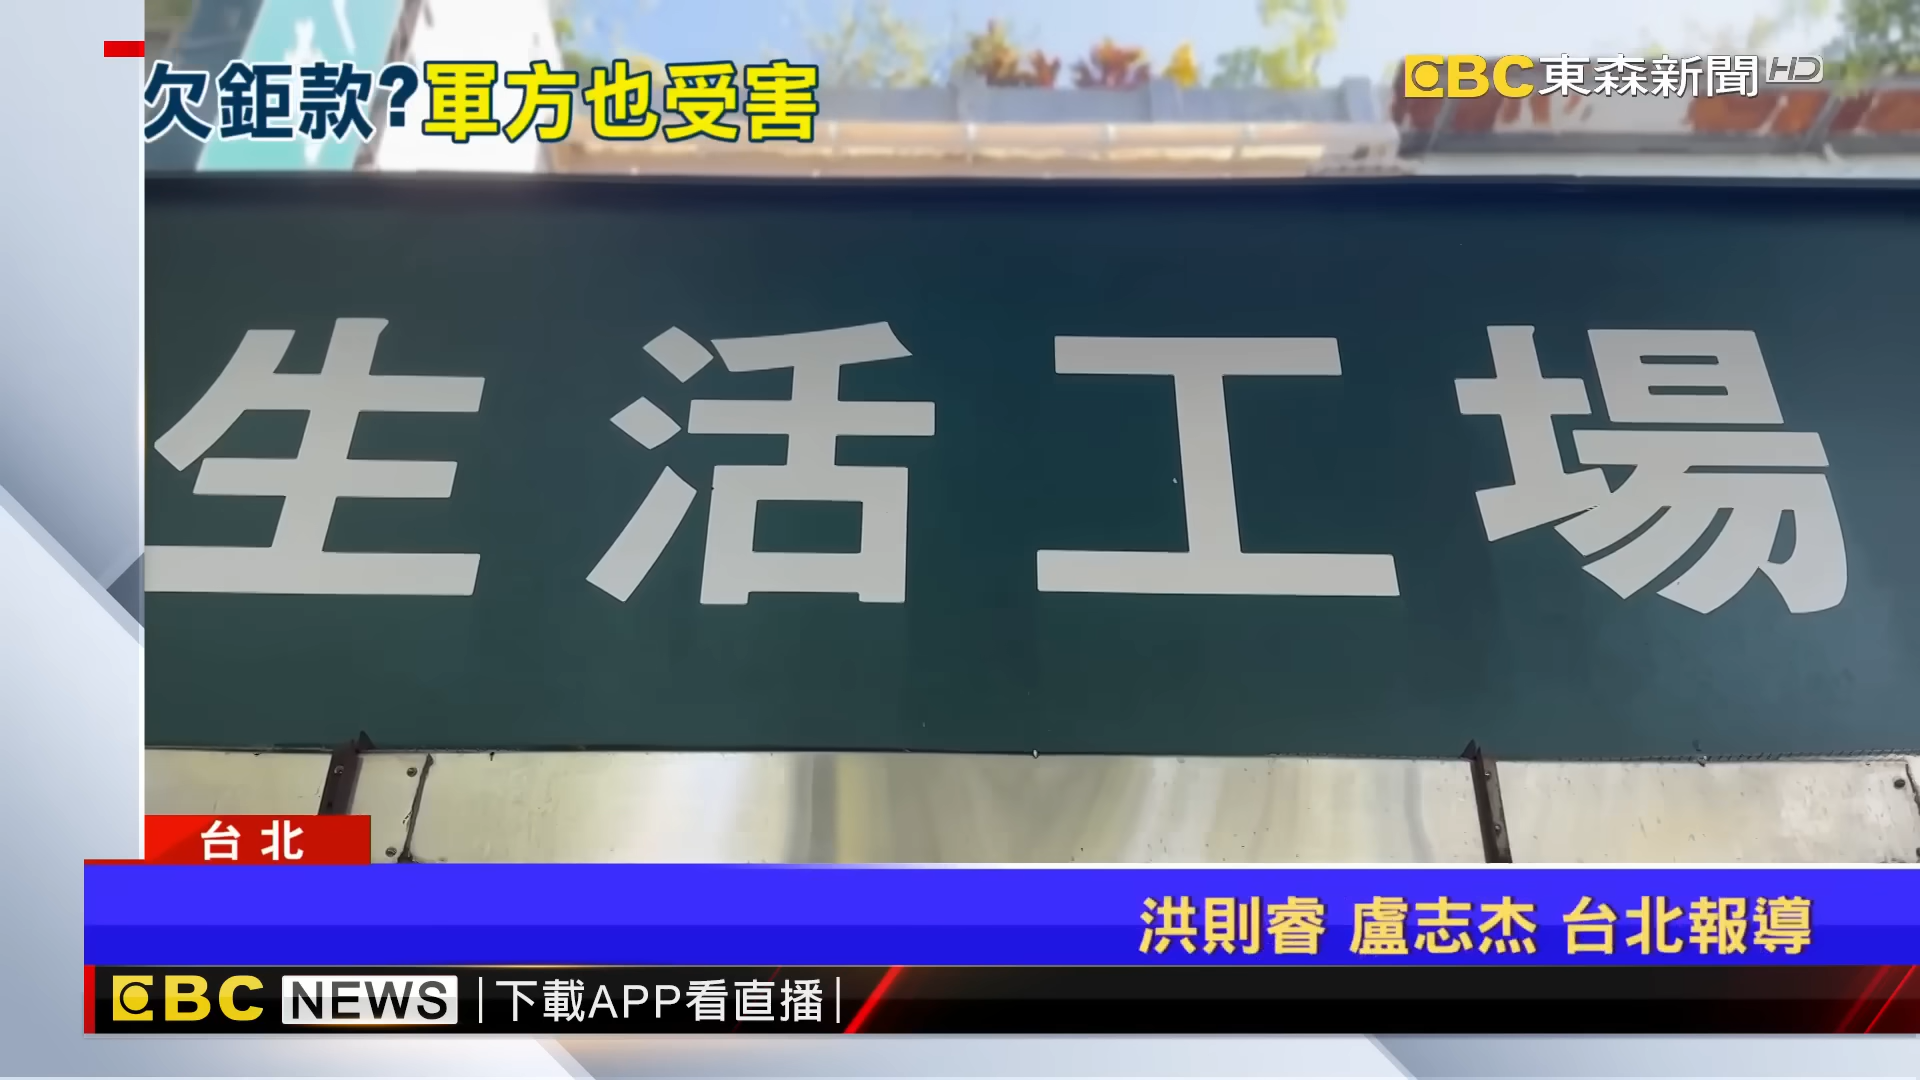 欠鉅款?軍方也受害
EBC東森新聞HD
生活工場
台北
洪則睿 盧志杰 台北報導
EBC NEWS 下載APP看直播